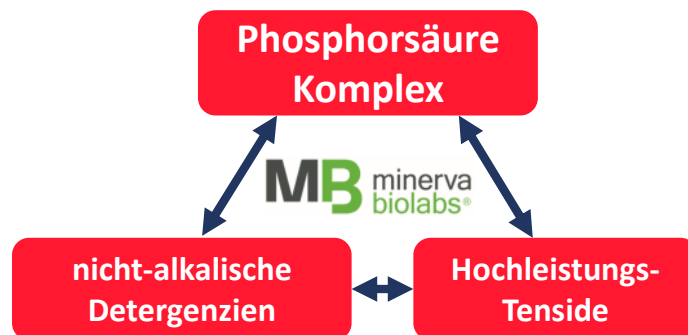 Phosphorsäure
Komplex
MB minerva
biolabs®
nicht-alkalische
Detergenzien
Hochleistungs-
Tenside